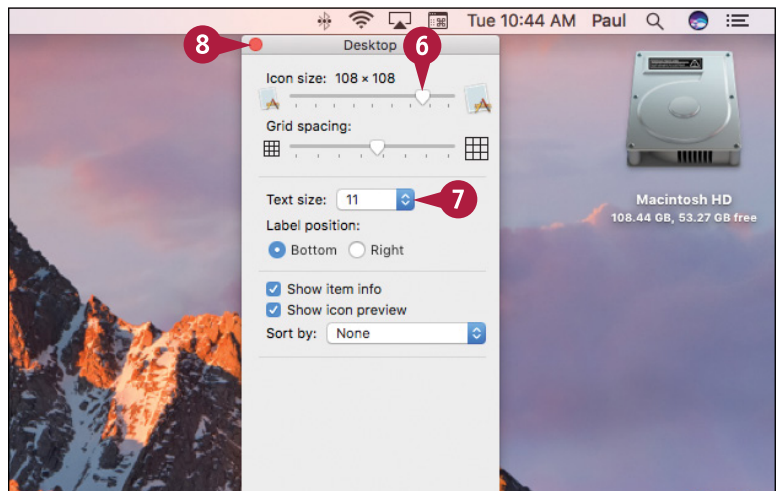 Tue 10:44 AM Paul
8
Desktop
6
Icon size: 108 × 108
Grid spacing:
Text size: 11
7
Label position:
Bottom Right
Show item info
Show icon preview
Sort by: None
Macintosh HD
108.44 GB, 53.27 GB free